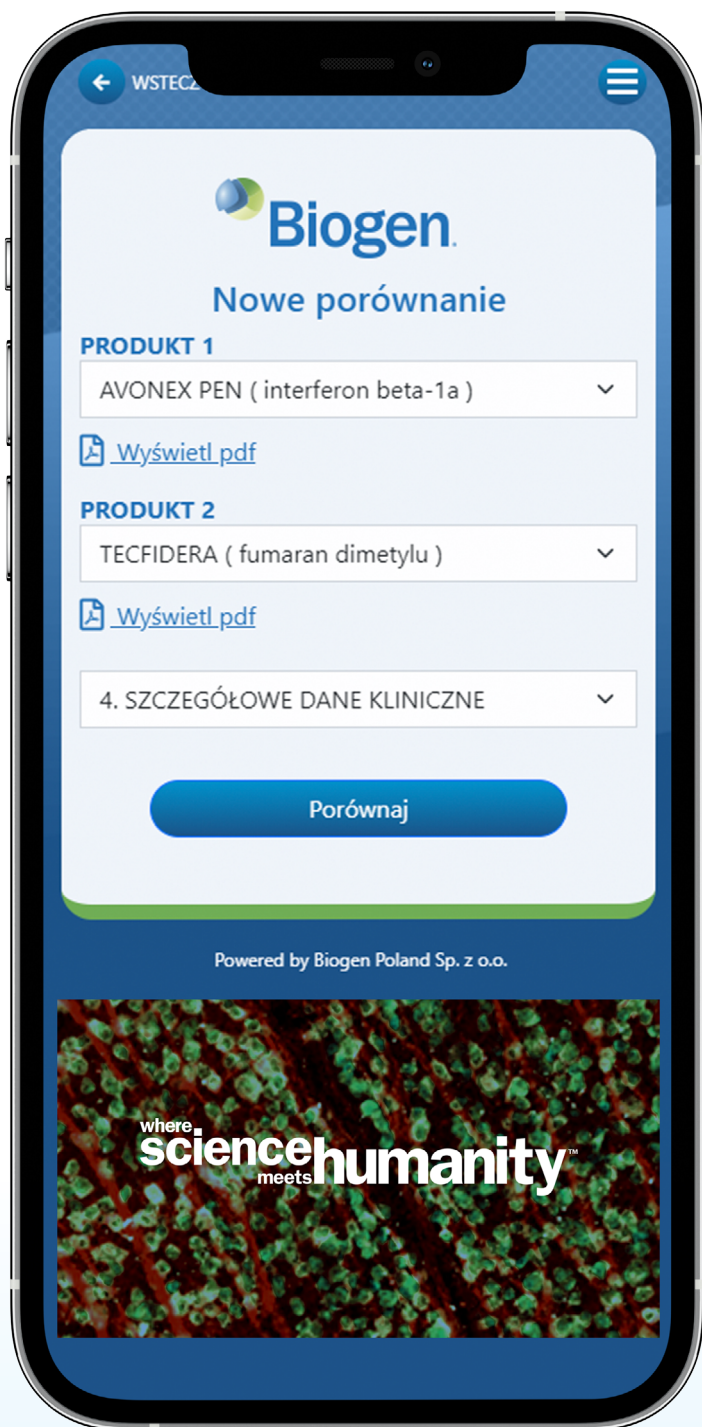 WSTECZ
Biogen.
Nowe porównanie
PRODUKT 1
AVONEX PEN ( interferon beta-1a )
Wyświetl pdf
PRODUKT 2
TECFIDERA ( fumaran dimetylu )
Wyświetl pdf
4. SZCZEGÓŁOWE DANE KLINICZNE
Porównaj
Powered by Biogen Poland Sp. z o.o.
where
science
meets humanity™